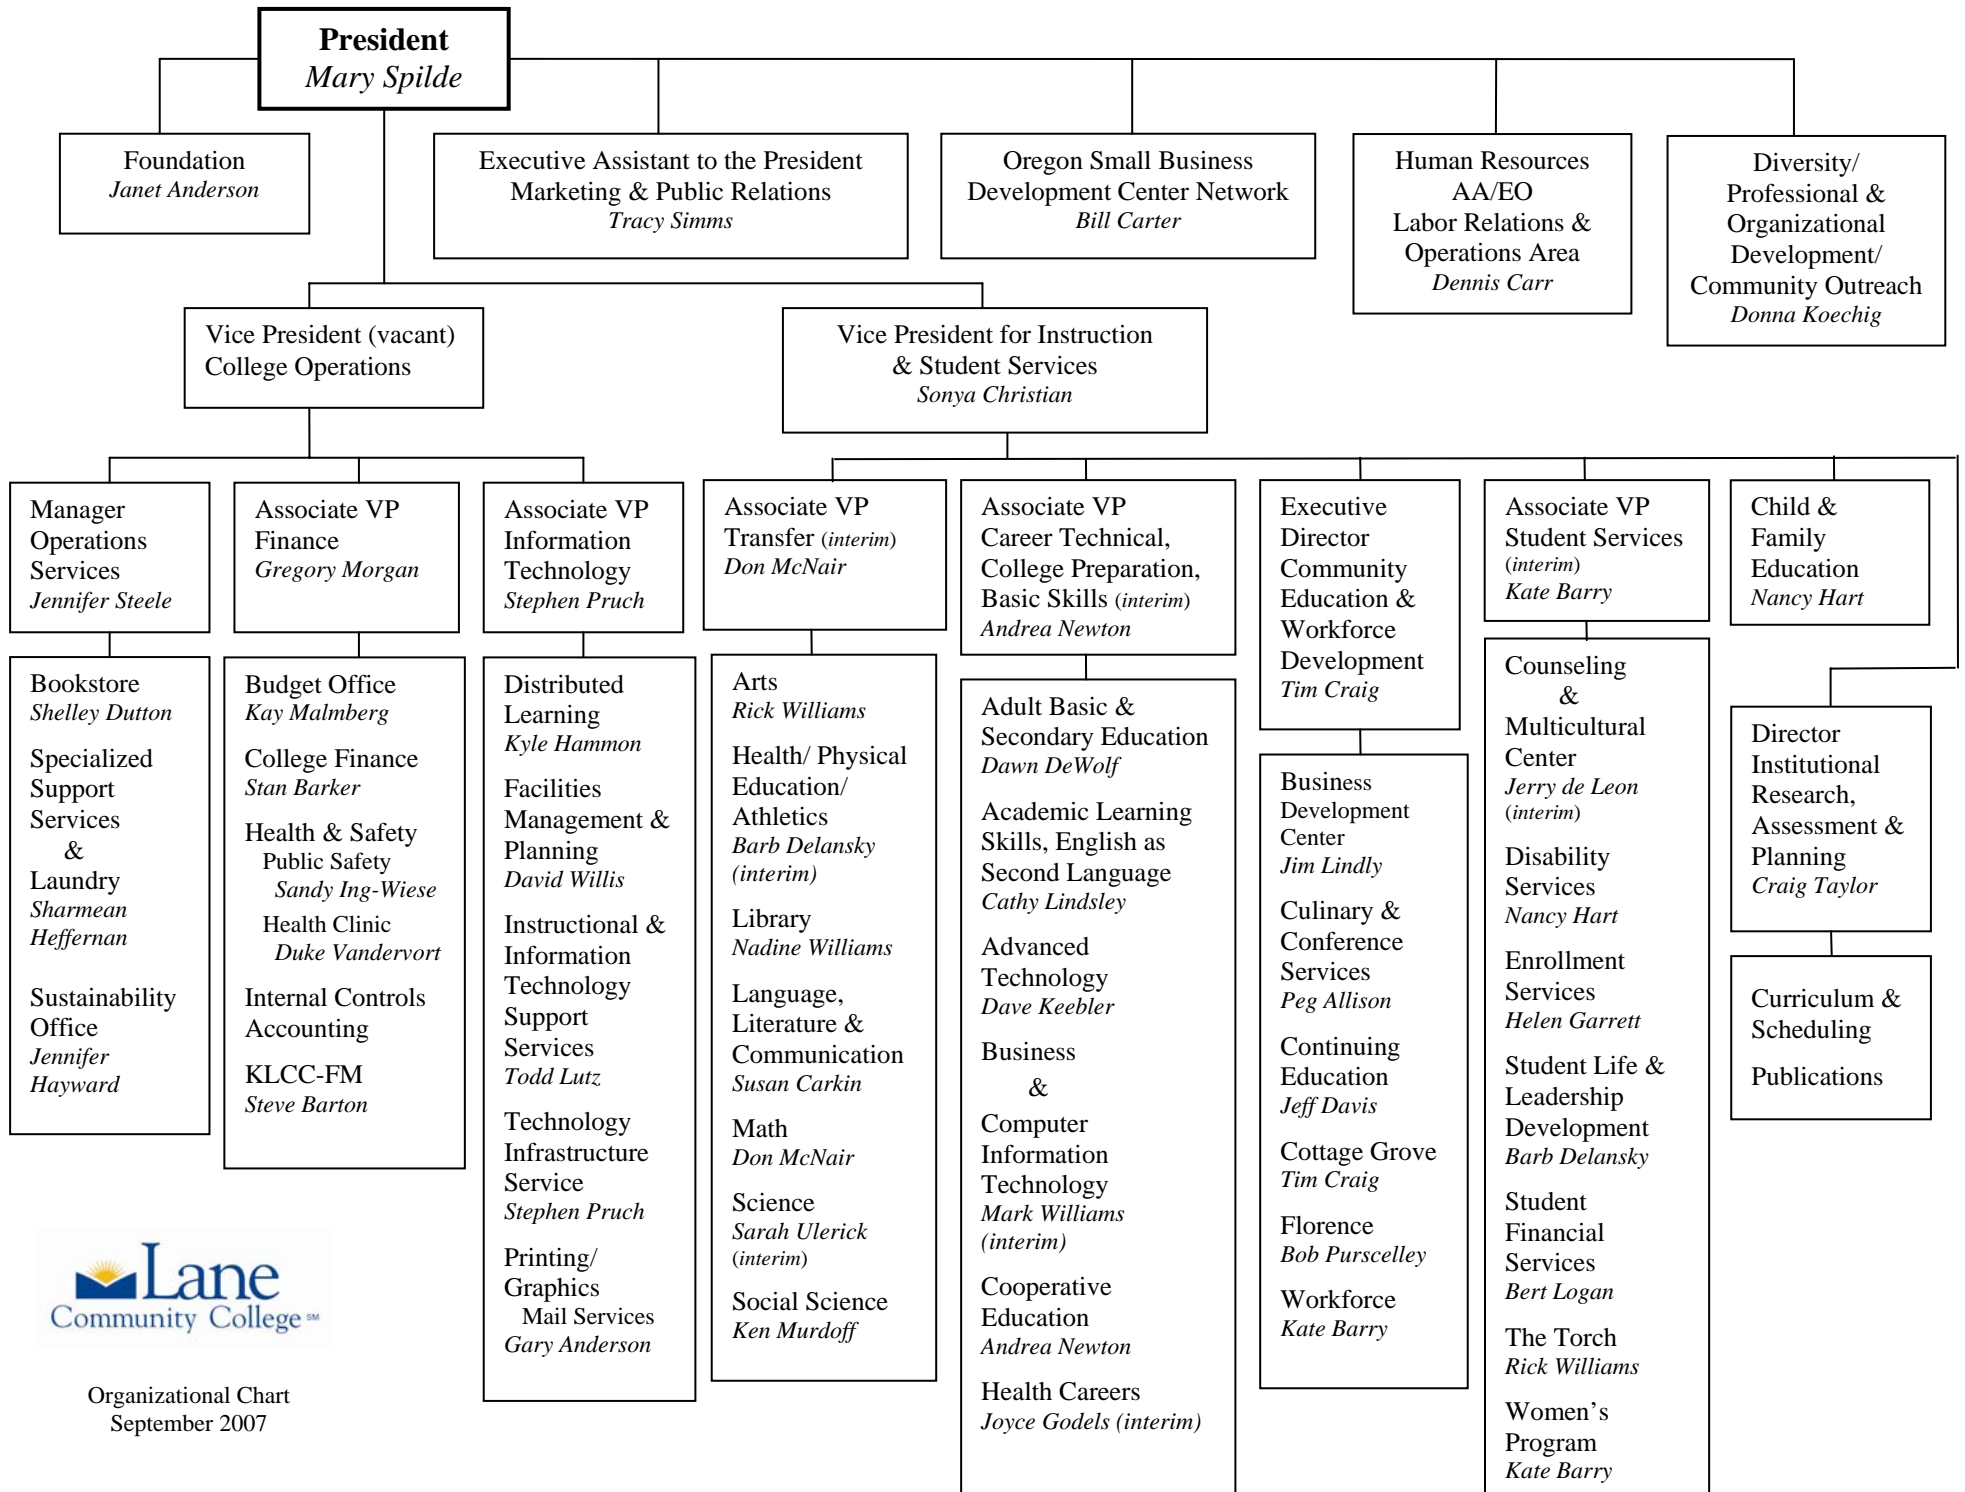 President
Mary Spilde
Foundation
Janet Anderson
Executive Assistant to the President
Marketing & Public Relations
Tracy Simms
Oregon Small Business
Development Center Network
Bill Carter
Human Resources
AA/EO
Labor Relations &
Operations Area
Dennis Carr
Diversity/
Professional &
Organizational
Development/
Community Outreach
Donna Koechig
Vice President (vacant)
College Operations
Vice President for Instruction
& Student Services
Sonya Christian
Manager
Operations
Services
Jennifer Steele
Associate VP
Finance
Gregory Morgan
Associate VP
Information
Technology
Stephen Pruch
Associate VP
Transfer (interim)
Don McNair
Associate VP
Career Technical,
College Preparation,
Basic Skills (interim)
Andrea Newton
Executive
Director
Community
Education &
Workforce
Development
Tim Craig
Associate VP
Student Services
(interim)
Kate Barry
Child &
Family
Education
Nancy Hart
Bookstore
Shelley Dutton
Specialized
Support
Services
&
Laundry
Sharmean
Heffernan
Sustainability
Office
Jennifer
Hayward
Budget Office
Kay Malmberg
College Finance
Stan Barker
Health & Safety
Public Safety
Sandy Ing-Wiese
Health Clinic
Duke Vandervort
Internal Controls
Accounting
KLCC-FM
Steve Barton
Distributed
Learning
Kyle Hammon
Facilities
Management &
Planning
David Willis
Instructional &
Information
Technology
Support
Services
Todd Lutz
Technology
Infrastructure
Service
Stephen Pruch
Printing/
Graphics
Mail Services
Gary Anderson
Arts
Rick Williams
Health/ Physical
Education/
Athletics
Barb Delansky
(interim)
Library
Nadine Williams
Language,
Literature &
Communication
Susan Carkin
Math
Don McNair
Science
Sarah Ulerick
(interim)
Social Science
Ken Murdoff
Adult Basic &
Secondary Education
Dawn DeWolf
Academic Learning
Skills, English as
Second Language
Cathy Lindsley
Advanced
Technology
Dave Keebler
Business
&
Computer
Information
Technology
Mark Williams
(interim)
Cooperative
Education
Andrea Newton
Health Careers
Joyce Godels (interim)
Business
Development
Center
Jim Lindly
Culinary &
Conference
Services
Peg Allison
Continuing
Education
Jeff Davis
Cottage Grove
Tim Craig
Florence
Bob Purscelley
Workforce
Kate Barry
Counseling
&
Multicultural
Center
Jerry de Leon
(interim)
Disability
Services
Nancy Hart
Enrollment
Services
Helen Garrett
Student Life &
Leadership
Development
Barb Delansky
Student
Financial
Services
Bert Logan
The Torch
Rick Williams
Women's
Program
Kate Barry
Director
Institutional
Research,
Assessment &
Planning
Craig Taylor
Curriculum &
Scheduling
Publications
Lane
Community College SM
Organizational Chart
September 2007